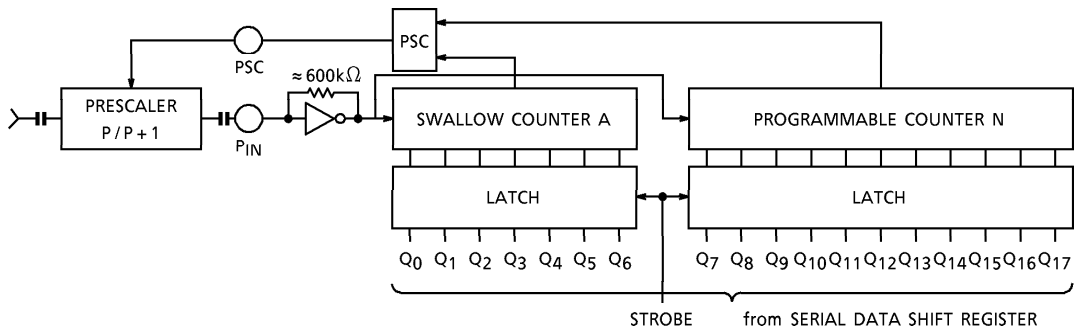 PSC
PSC
≈600kΩ
PRESCALER
P / P + 1
PIN
SWALLOW COUNTER A
PROGRAMMABLE COUNTER N
LATCH
LATCH
Q0 Q1 Q2 Q3 Q4 Q5 Q6 Q7 Q8 Q9 Q10 Q11 Q12 Q13 Q14 Q15 Q16 Q17
STROBE
from SERIAL DATA SHIFT REGISTER